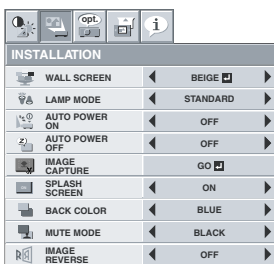 opt.
i
INSTALLATION
WALL SCREEN BEIGE
LAMP MODE STANDARD
AUTO POWER ON OFF
AUTO POWER OFF OFF
IMAGE CAPTURE GO
SPLASH SCREEN ON
BACK COLOR BLUE
MUTE MODE BLACK
IMAGE REVERSE OFF